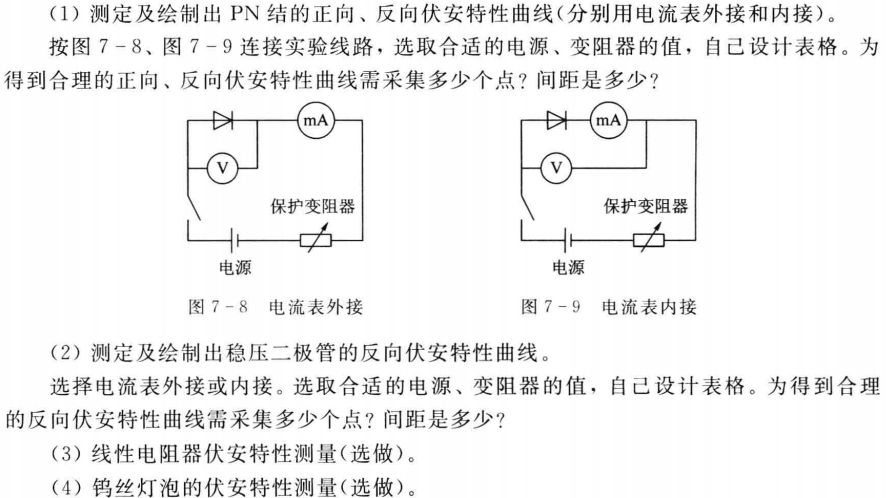 (1) 测定及绘制出 PN 结的正向、反向伏安特性曲线(分别用电流表外接和内接)。
按图 7-8、图 7-9 连接实验线路，选取合适的电源、变阻器的值，自己设计表格。为
得到合理的正向、反向伏安特性曲线需采集多少个点？间距是多少？
mA
V
保护变阻器
电源
图 7-8 电流表外接
mA
V
保护变阻器
电源
图 7-9 电流表内接
(2) 测定及绘制出稳压二极管的反向伏安特性曲线。
选择电流表外接或内接。选取合适的电源、变阻器的值，自己设计表格。为得到合理
的反向伏安特性曲线需采集多少个点？间距是多少？
(3) 线性电阻器伏安特性测量(选做)。
(4) 钨丝灯泡的伏安特性测量(选做)。